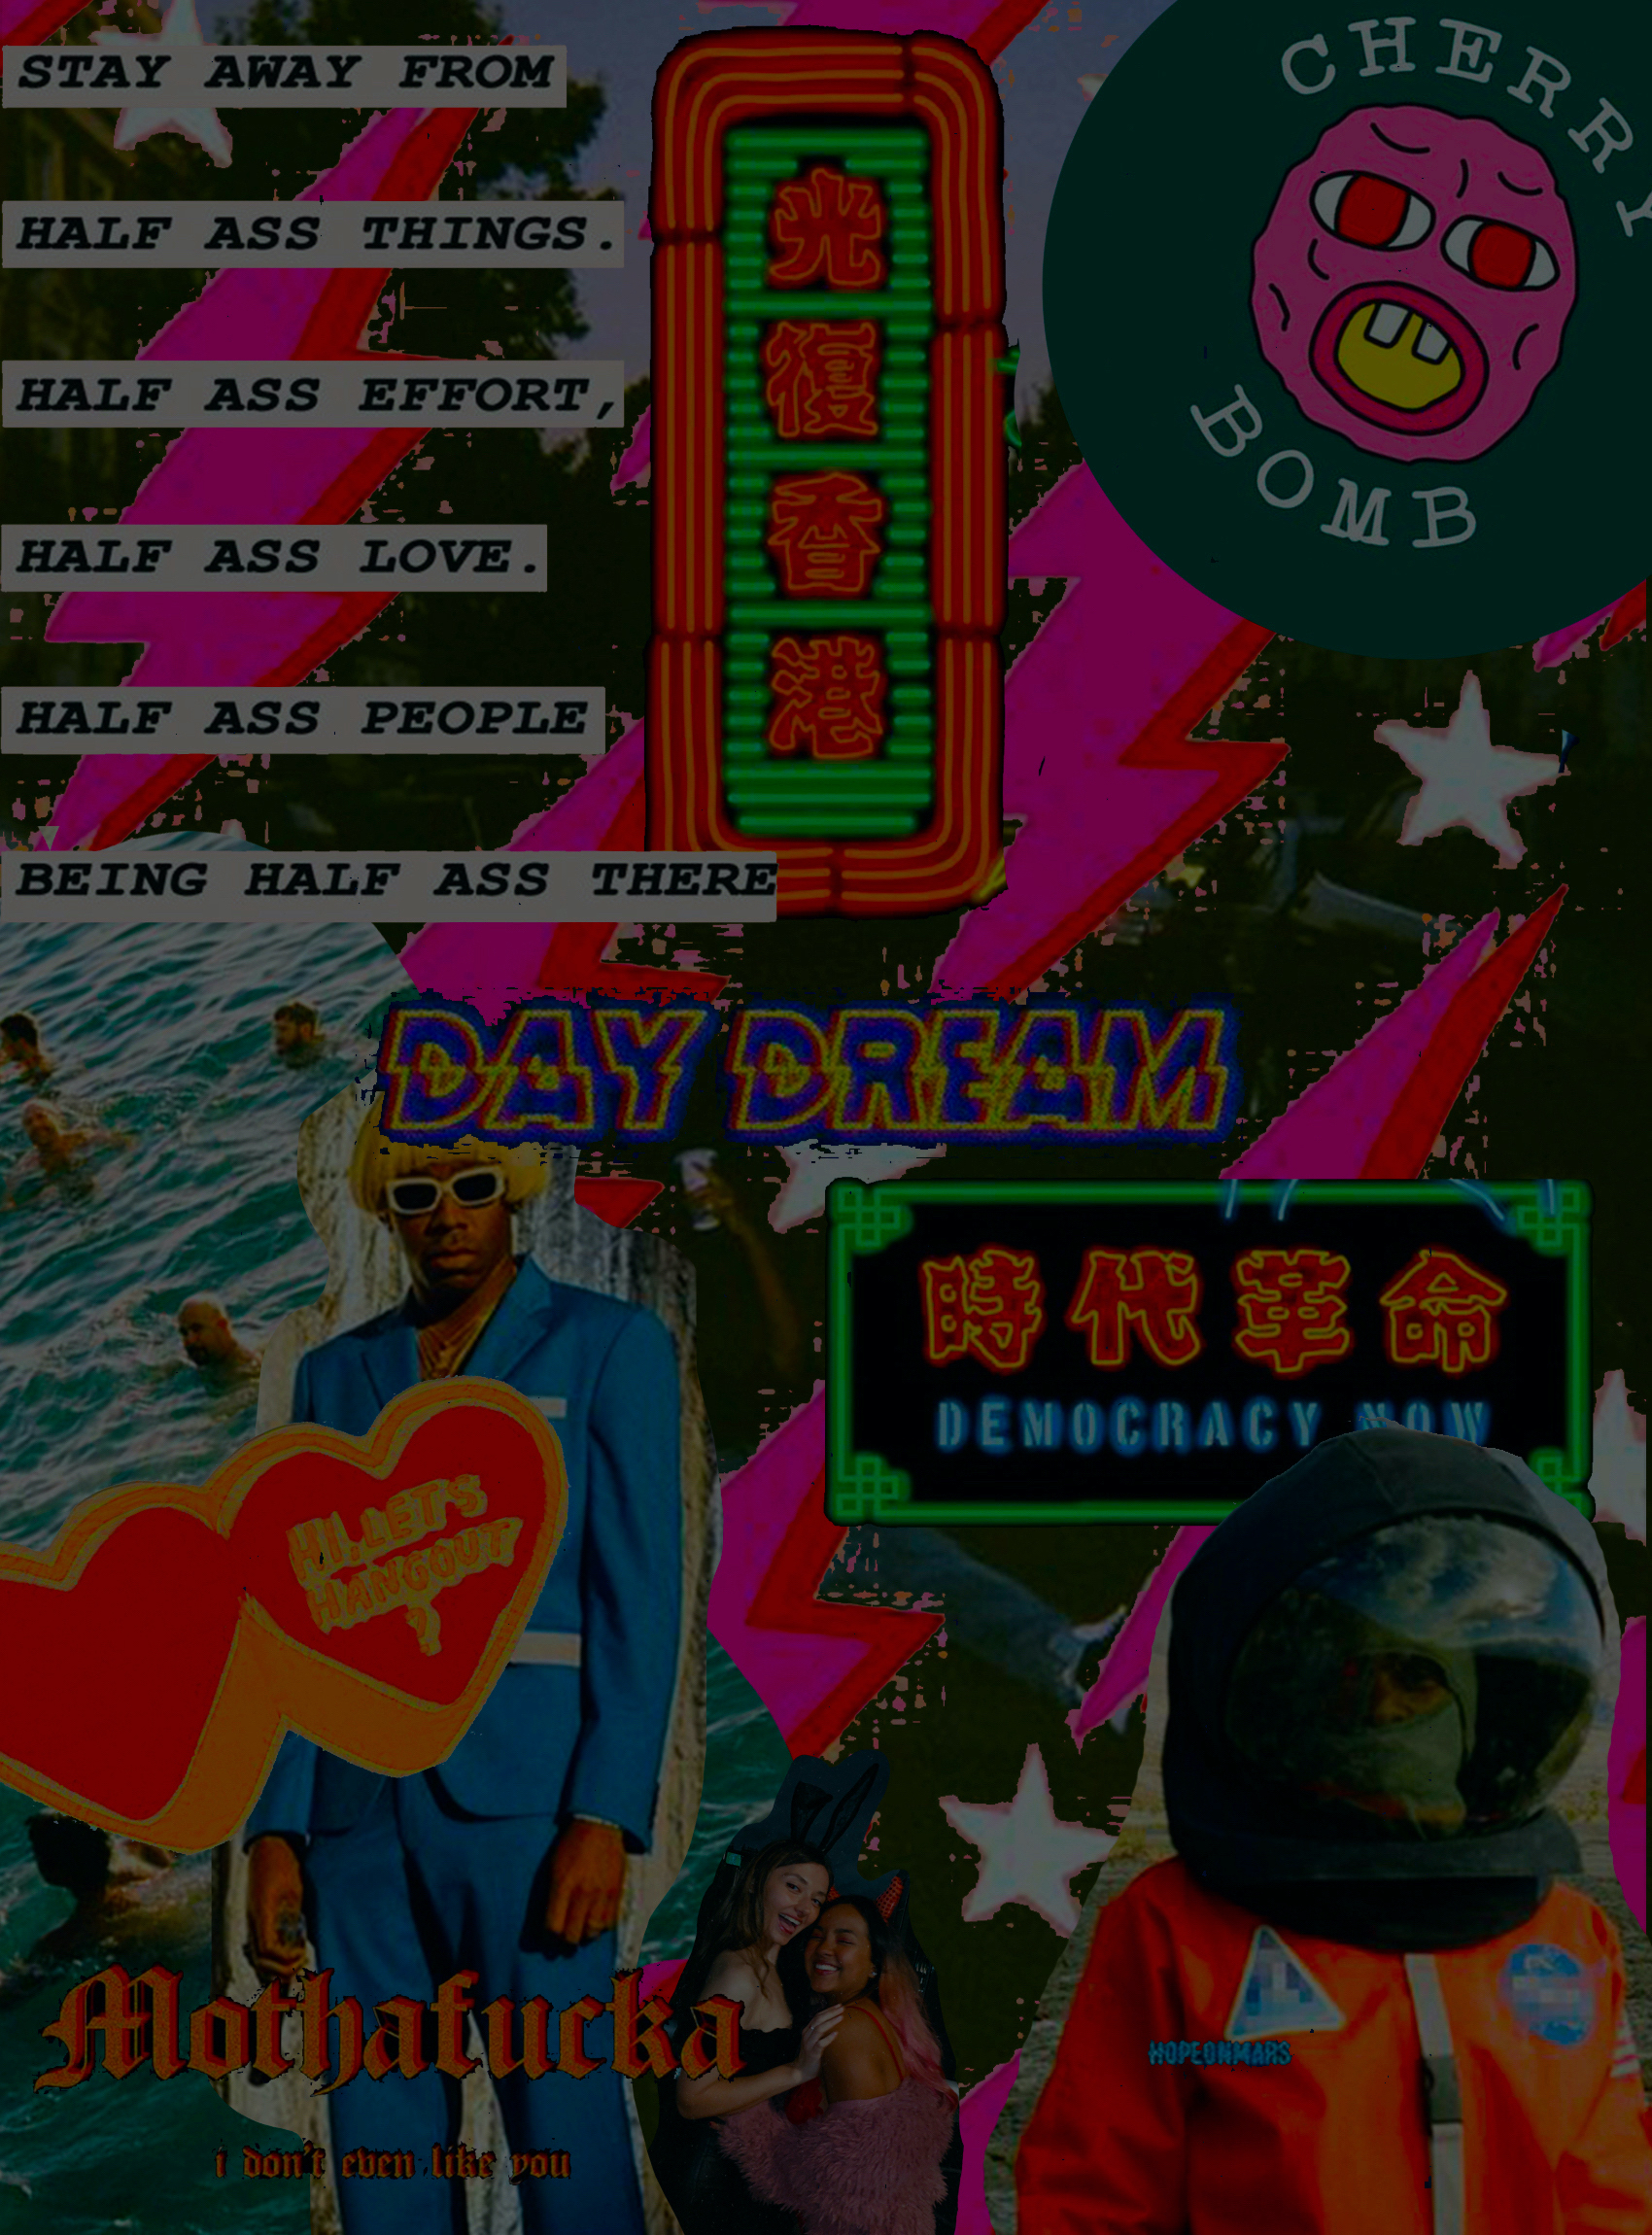 STAY AWAY FROM
HALF ASS THINGS.
HALF ASS EFFORT,
HALF ASS LOVE.
HALF ASS PEOPLE
BEING HALF ASS THERE
光
復
香
港
CHERRY
BOMB
DAY DREAM
時代革命
DEMOCRACY NOW
HI, LET'S
HANGOUT
HOPEONMARS
Mothafucka
i don't even like you